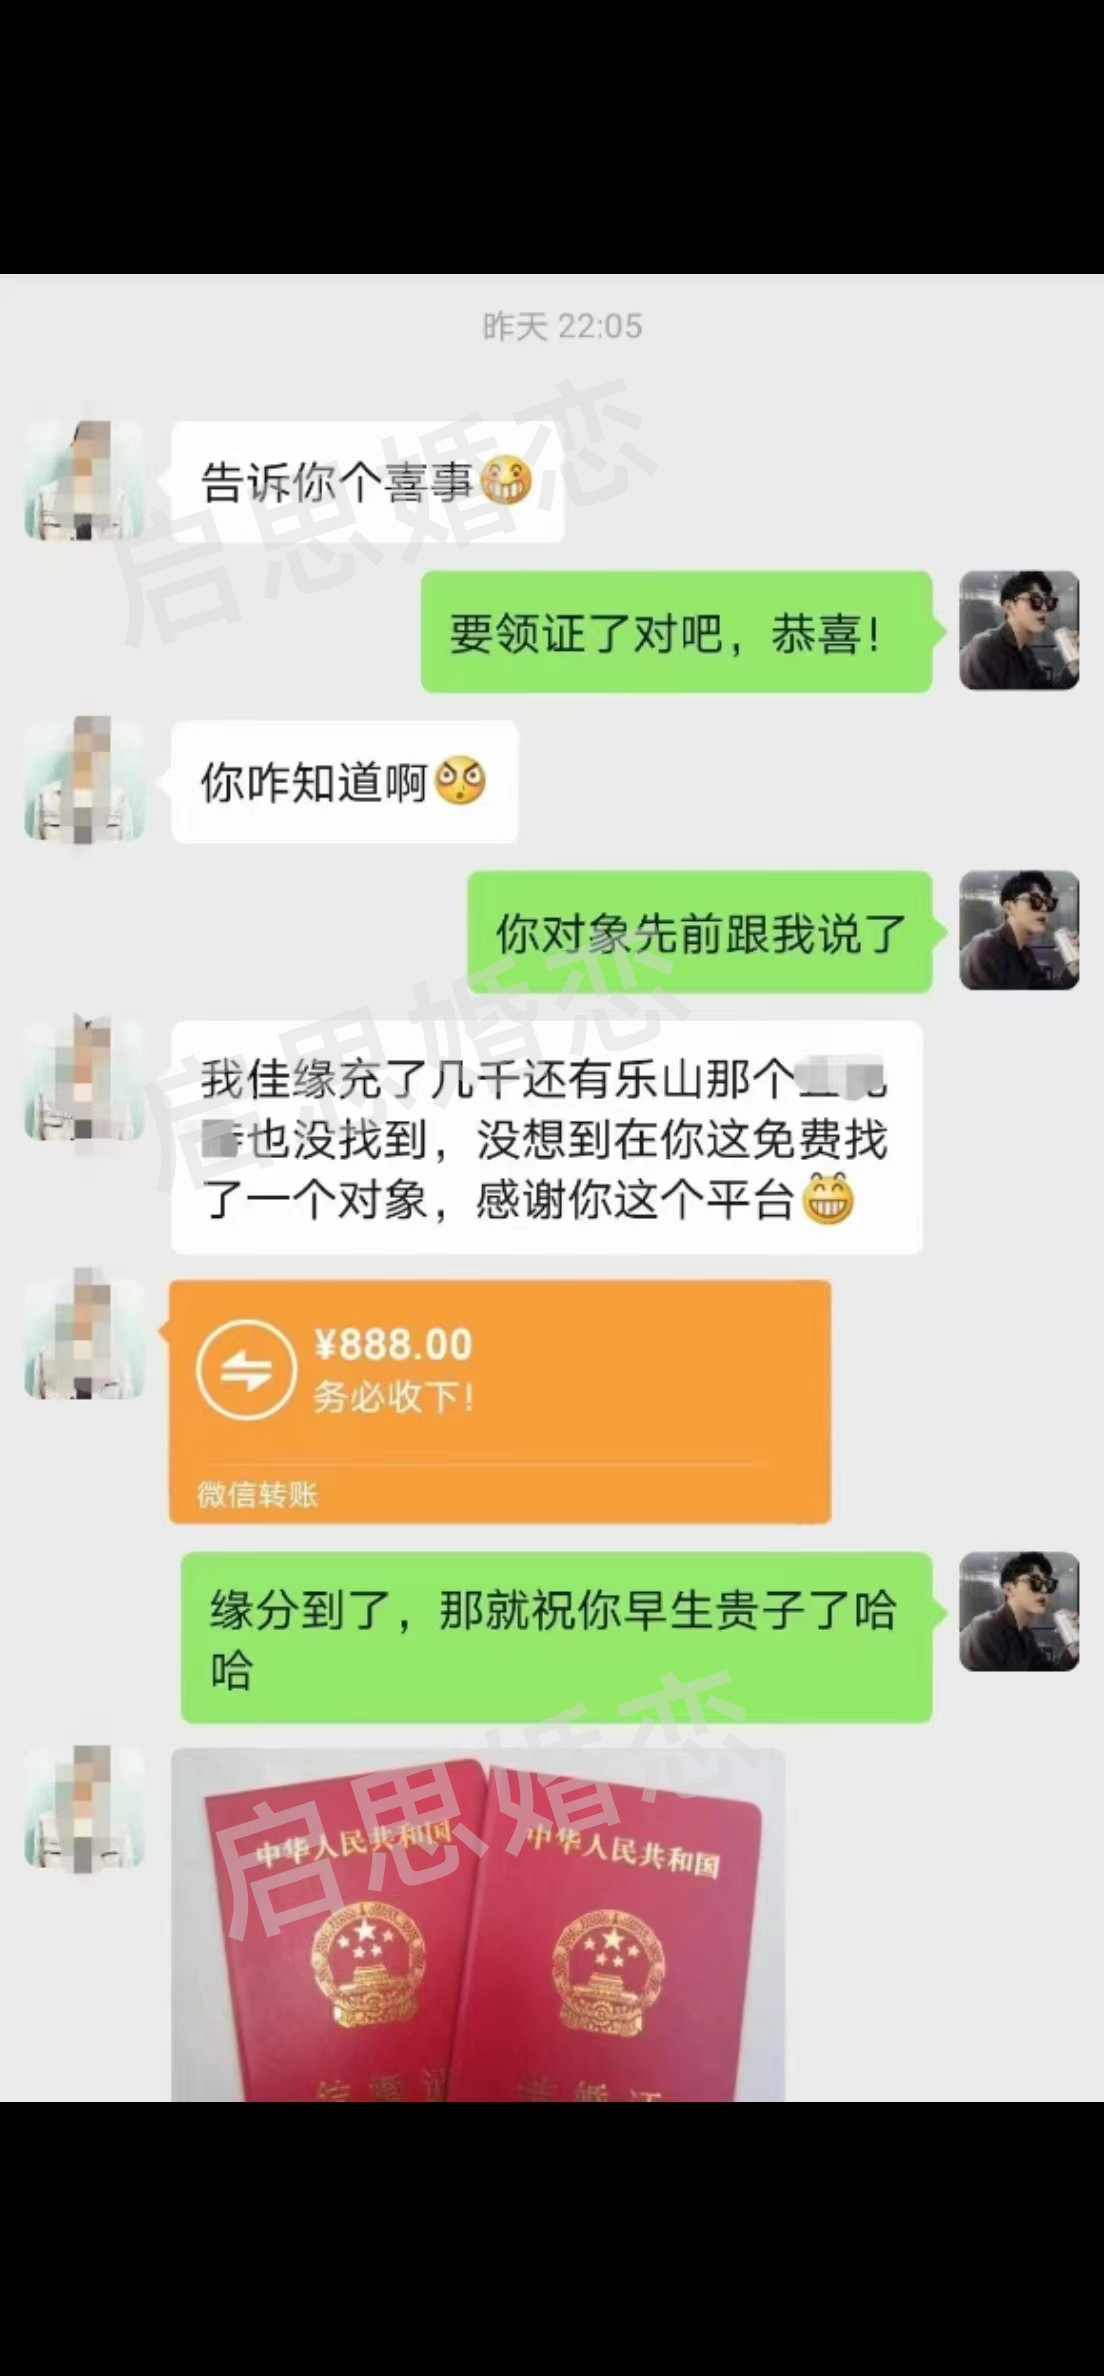 昨天 22:05
告诉你个喜事
启思婚恋
要领证了对吧，恭喜！
你咋知道啊
你对象先前跟我说了
启思婚恋
我佳缘充了几千还有乐山那个
也没找到，没想到在你这免费找
了一个对象，感谢你这个平台
¥888.00
务必收下！
微信转账
缘分到了，那就祝你早生贵子了哈
哈
启思婚恋
中华人民共和国
中华人民共和国
结婚证
结婚证